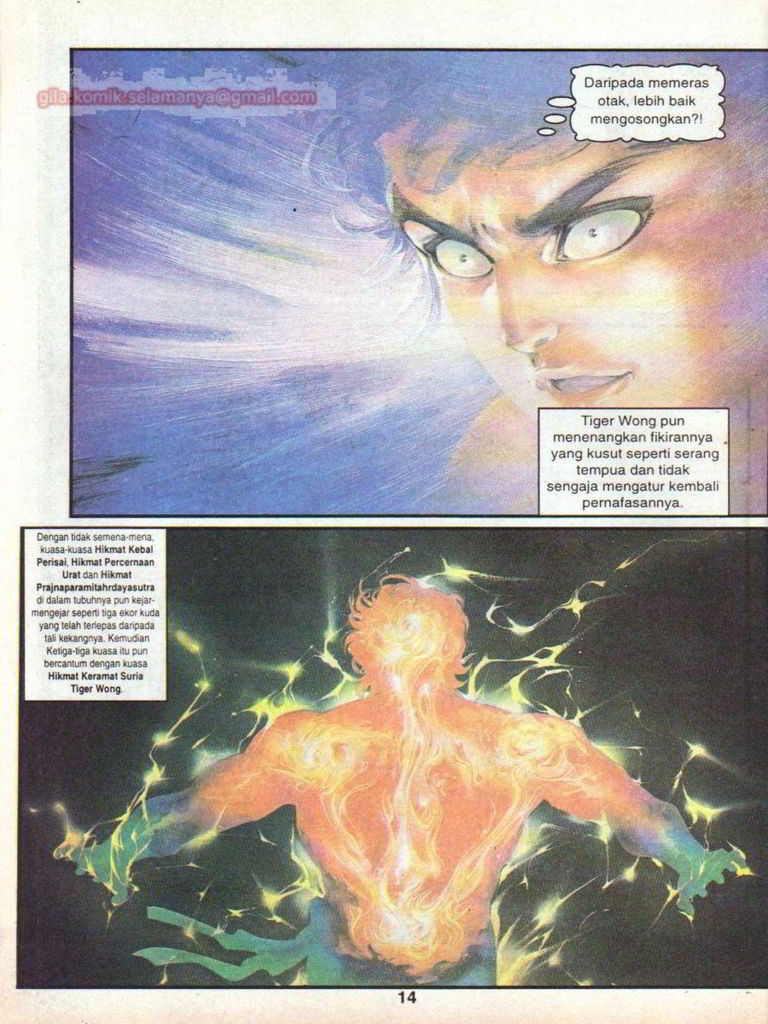 gila.komik.selamanya@gmail.com
Daripada memeras
otak, lebih baik
mengosongkan?!
Tiger Wong pun
menenangkan fikirannya
yang kusut seperti serang
tempua dan tidak
sengaja mengatur kembali
pernafasannya.
Dengan tidak semena-mena,
kuasa-kuasa Hikmat Kebal
Perisai, Hikmat Percernaan
Urat dan Hikmat
Prajnaparamitahrdayasutra
di dalam tubuhnya pun kejar-
mengejar seperti tiga ekor kuda
yang telah terlepas daripada
tali kekangnya. Kemudian
Ketiga-tiga kuasa itu pun
bercantum dengan kuasa
Hikmat Keramat Suria
Tiger Wong.
14